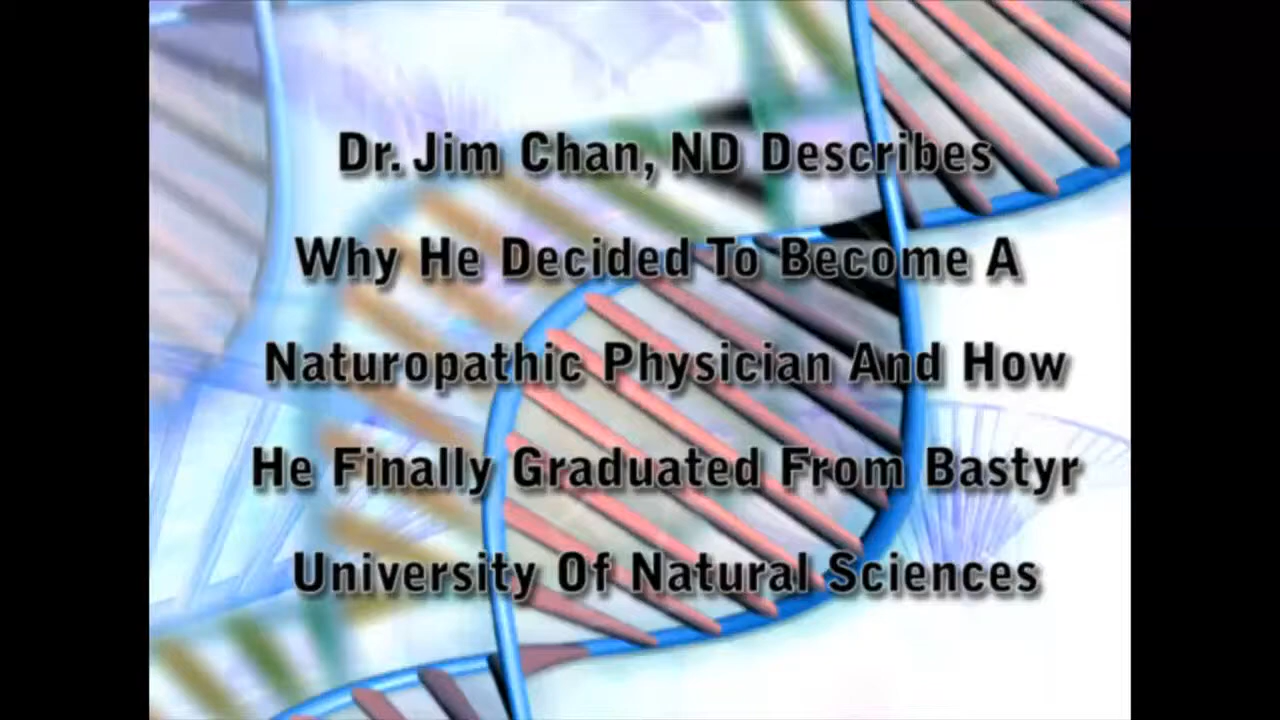 Dr. Jim Chan, ND Describes
Why He Decided To Become A
Naturopathic Physician And How
He Finally Graduated From Bastyr
University Of Natural Sciences